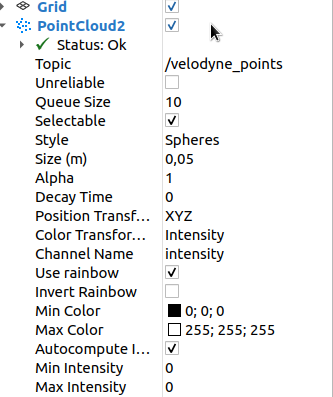 Grid
PointCloud2
Status: Ok
Topic /velodyne_points
Unreliable
Queue Size 10
Selectable
Style Spheres
Size (m) 0,05
Alpha 1
Decay Time 0
Position Transf... XYZ
Color Transfor... Intensity
Channel Name intensity
Use rainbow
Invert Rainbow
Min Color 0; 0; 0
Max Color 255; 255; 255
Autocompute I...
Min Intensity 0
Max Intensity 0